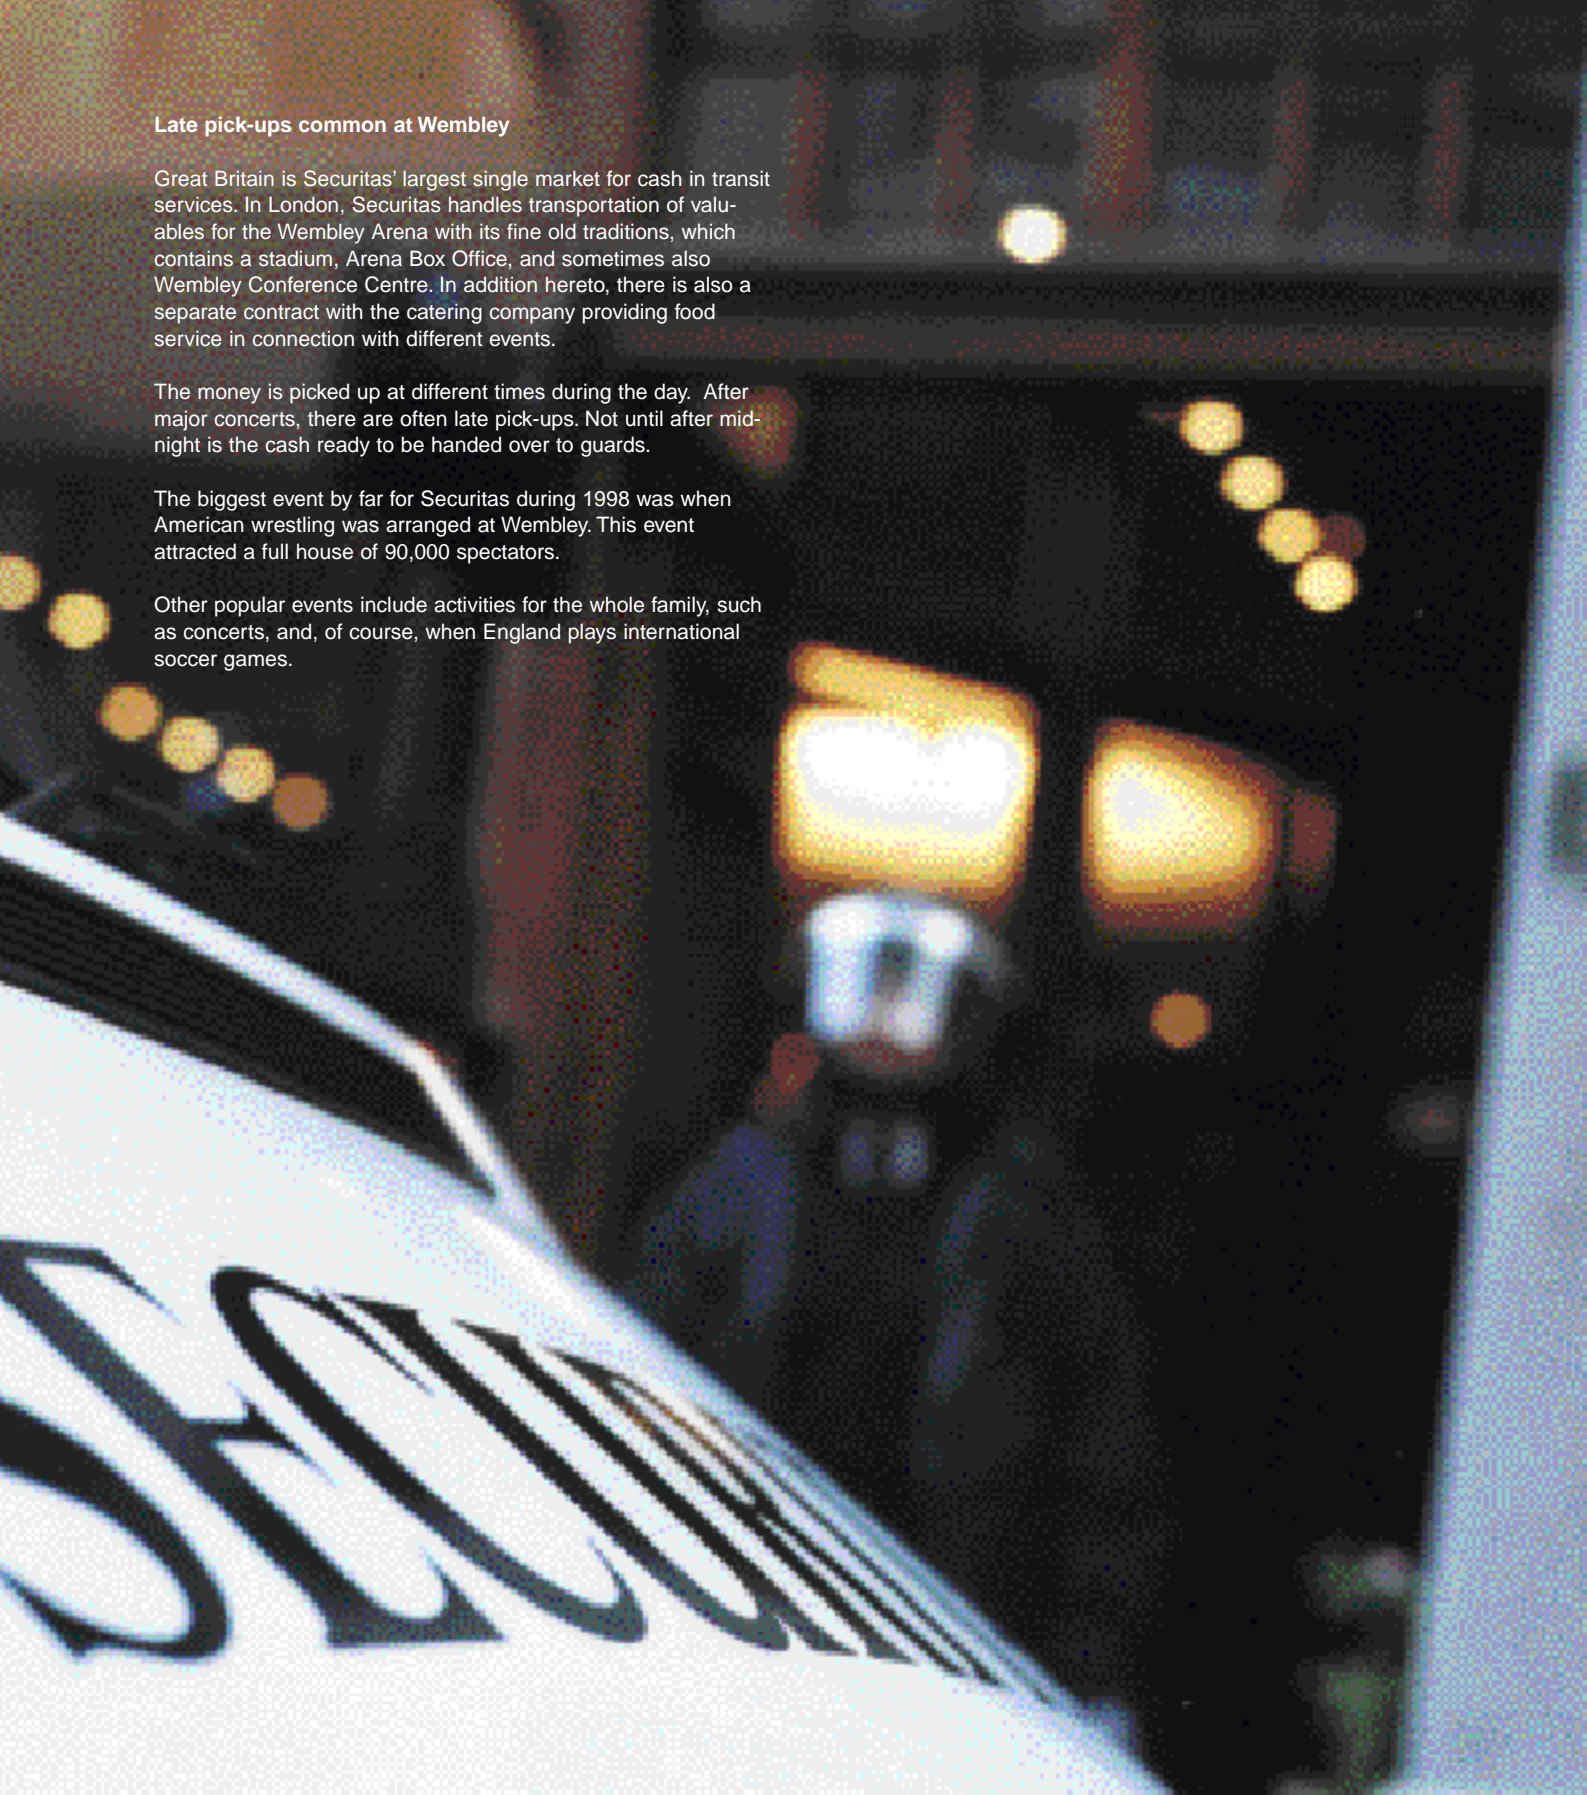 Late pick-ups common at Wembley
Great Britain is Securitas' largest single market for cash in transit
services. In London, Securitas handles transportation of valu-
ables for the Wembley Arena with its fine old traditions, which
contains a stadium, Arena Box Office, and sometimes also
Wembley Conference Centre. In addition hereto, there is also a
separate contract with the catering company providing food
service in connection with different events.
The money is picked up at different times during the day.  After
major concerts, there are often late pick-ups. Not until after mid-
night is the cash ready to be handed over to guards.
The biggest event by far for Securitas during 1998 was when
American wrestling was arranged at Wembley. This event
attracted a full house of 90,000 spectators.
Other popular events include activities for the whole family, such
as concerts, and, of course, when England plays international
soccer games.